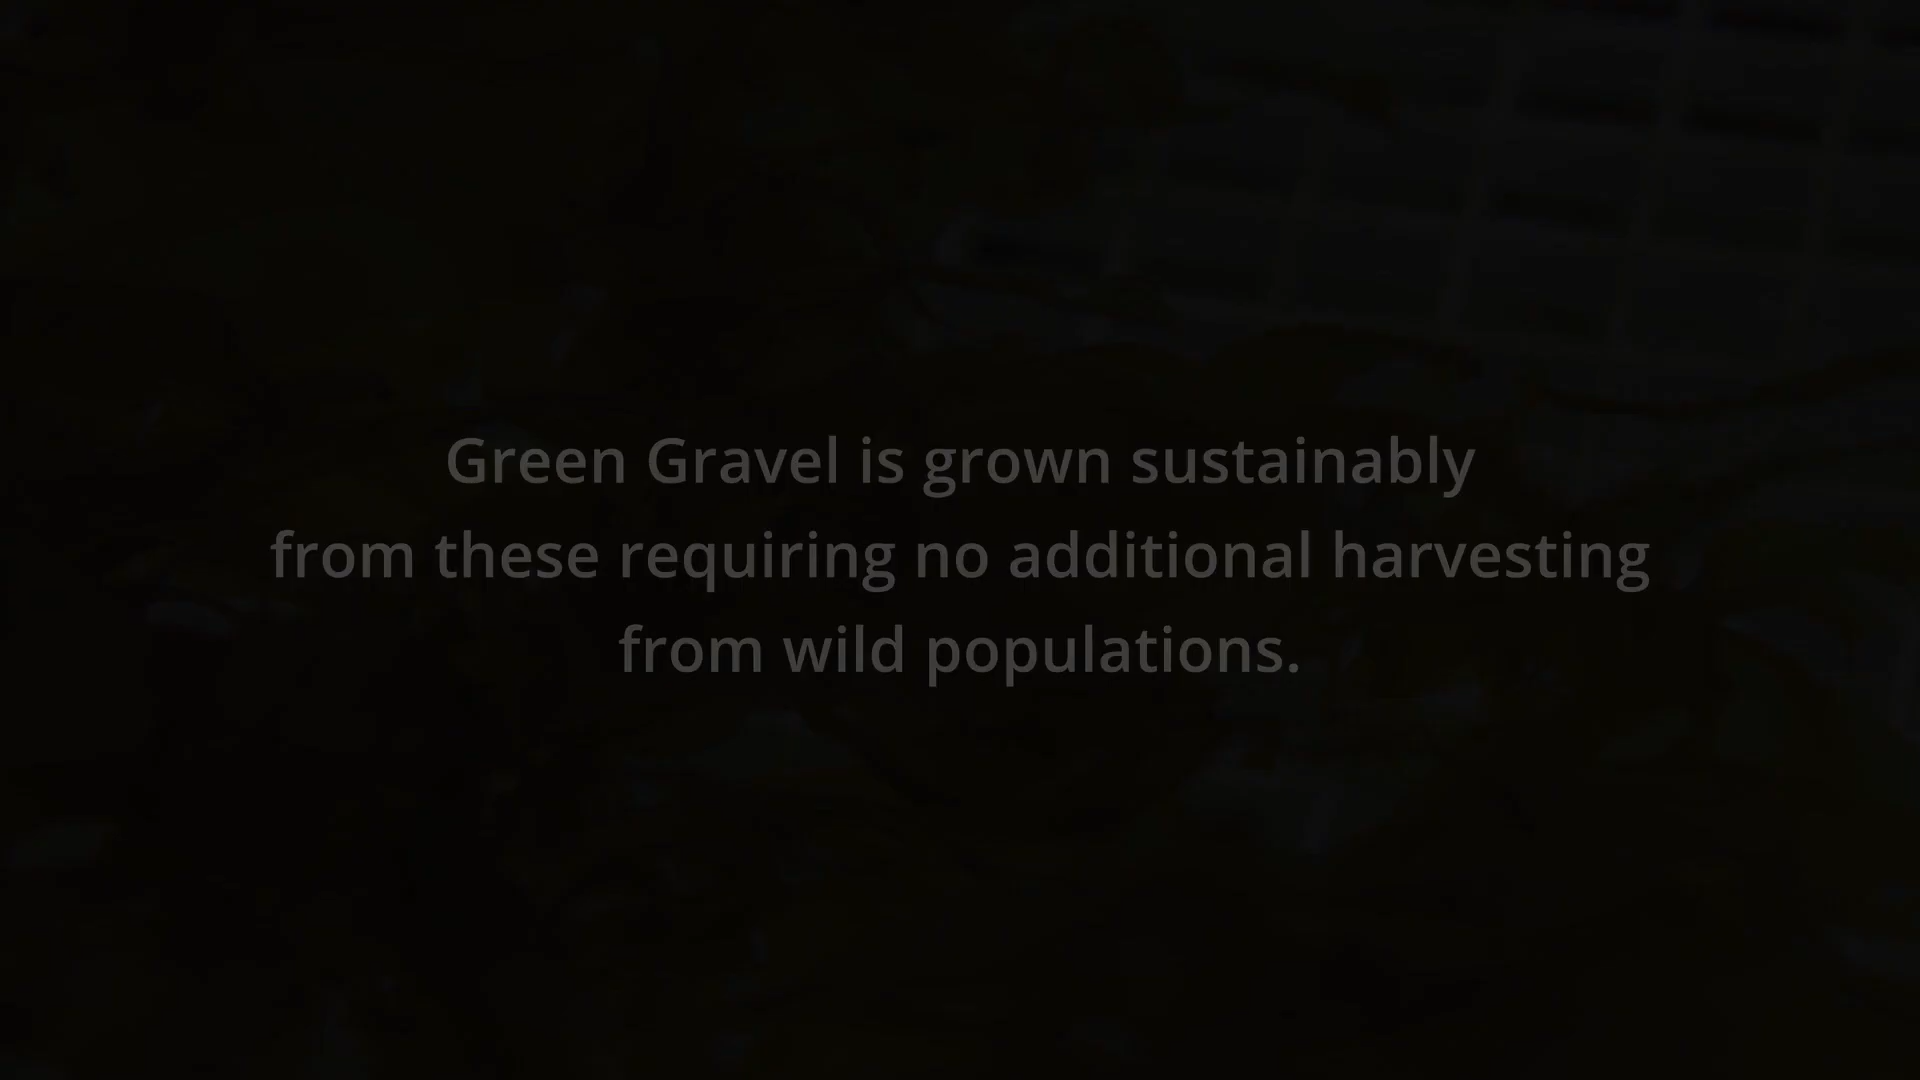 Green Gravel is grown sustainably
from these requiring no additional harvesting
from wild populations.